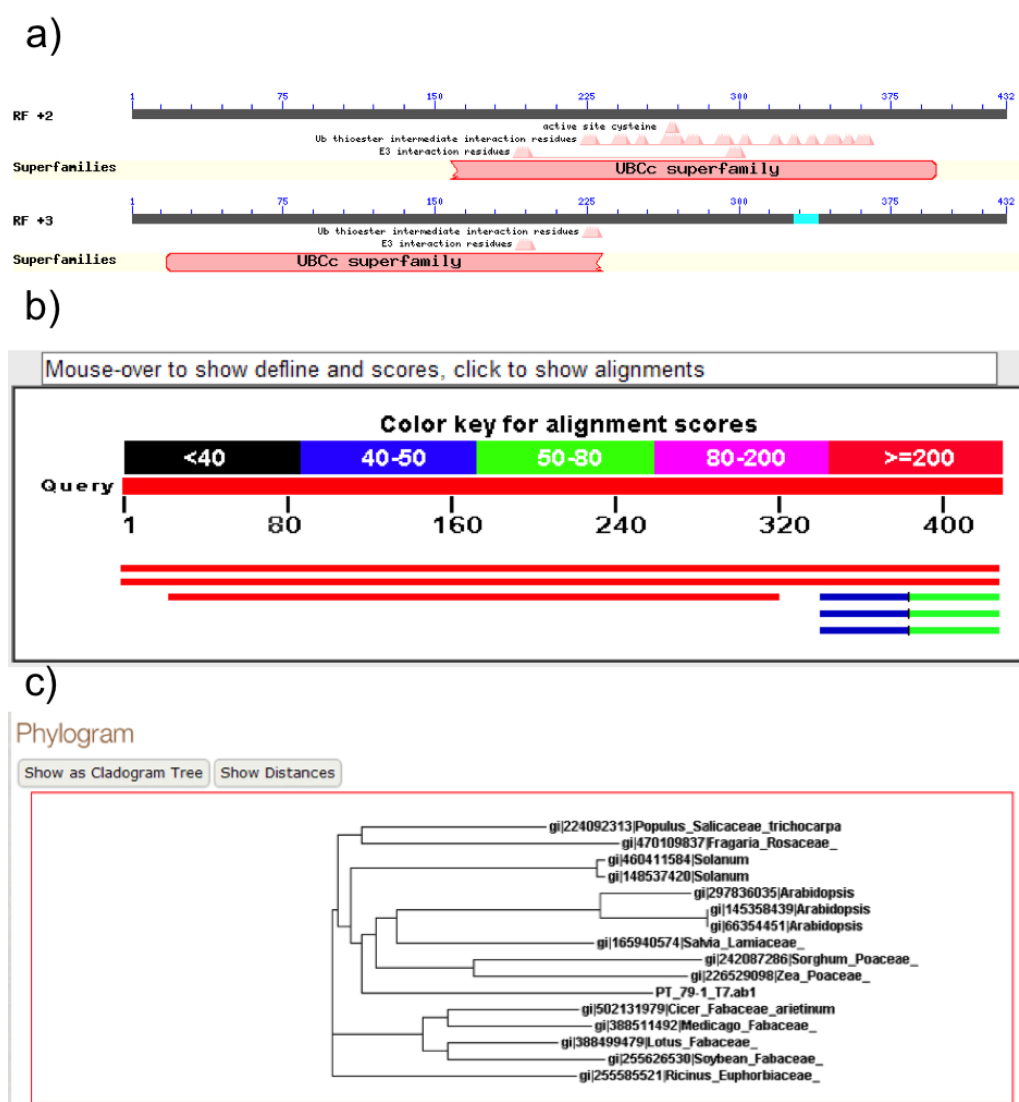 a)
1 75 150 225 300 375 432
RF +2
active site cysteine
Ub thioester intermediate interaction residues
E3 interaction residues
Superfamilies UBCc superfamily
1 75 150 225 300 375 432
RF +3
Ub thioester intermediate interaction residues
E3 interaction residues
Superfamilies UBCc superfamily
b)
Mouse-over to show defline and scores, click to show alignments
Color key for alignment scores
<40 40-50 50-80 80-200 >=200
Query
1 80 160 240 320 400
c)
Phylogram
Show as Cladogram Tree Show Distances
gi|224092313|Populus_Salicaceae_trichocarpa
gi|470109837|Fragaria_Rosaceae_
gi|460411584|Solanum
gi|148537420|Solanum
gi|297836035|Arabidopsis
gi|145358439|Arabidopsis
gi|66354451|Arabidopsis
gi|165940574|Salvia_Lamiaceae_
gi|242087286|Sorghum_Poaceae_
gi|226529098|Zea_Poaceae_
PT_79-1_T7.ab1
gi|502131979|Cicer_Fabaceae_arietinum
gi|388511492|Medicago_Fabaceae_
gi|388499479|Lotus_Fabaceae_
gi|255626530|Soybean_Fabaceae_
gi|255585521|Ricinus_Euphorbiaceae_